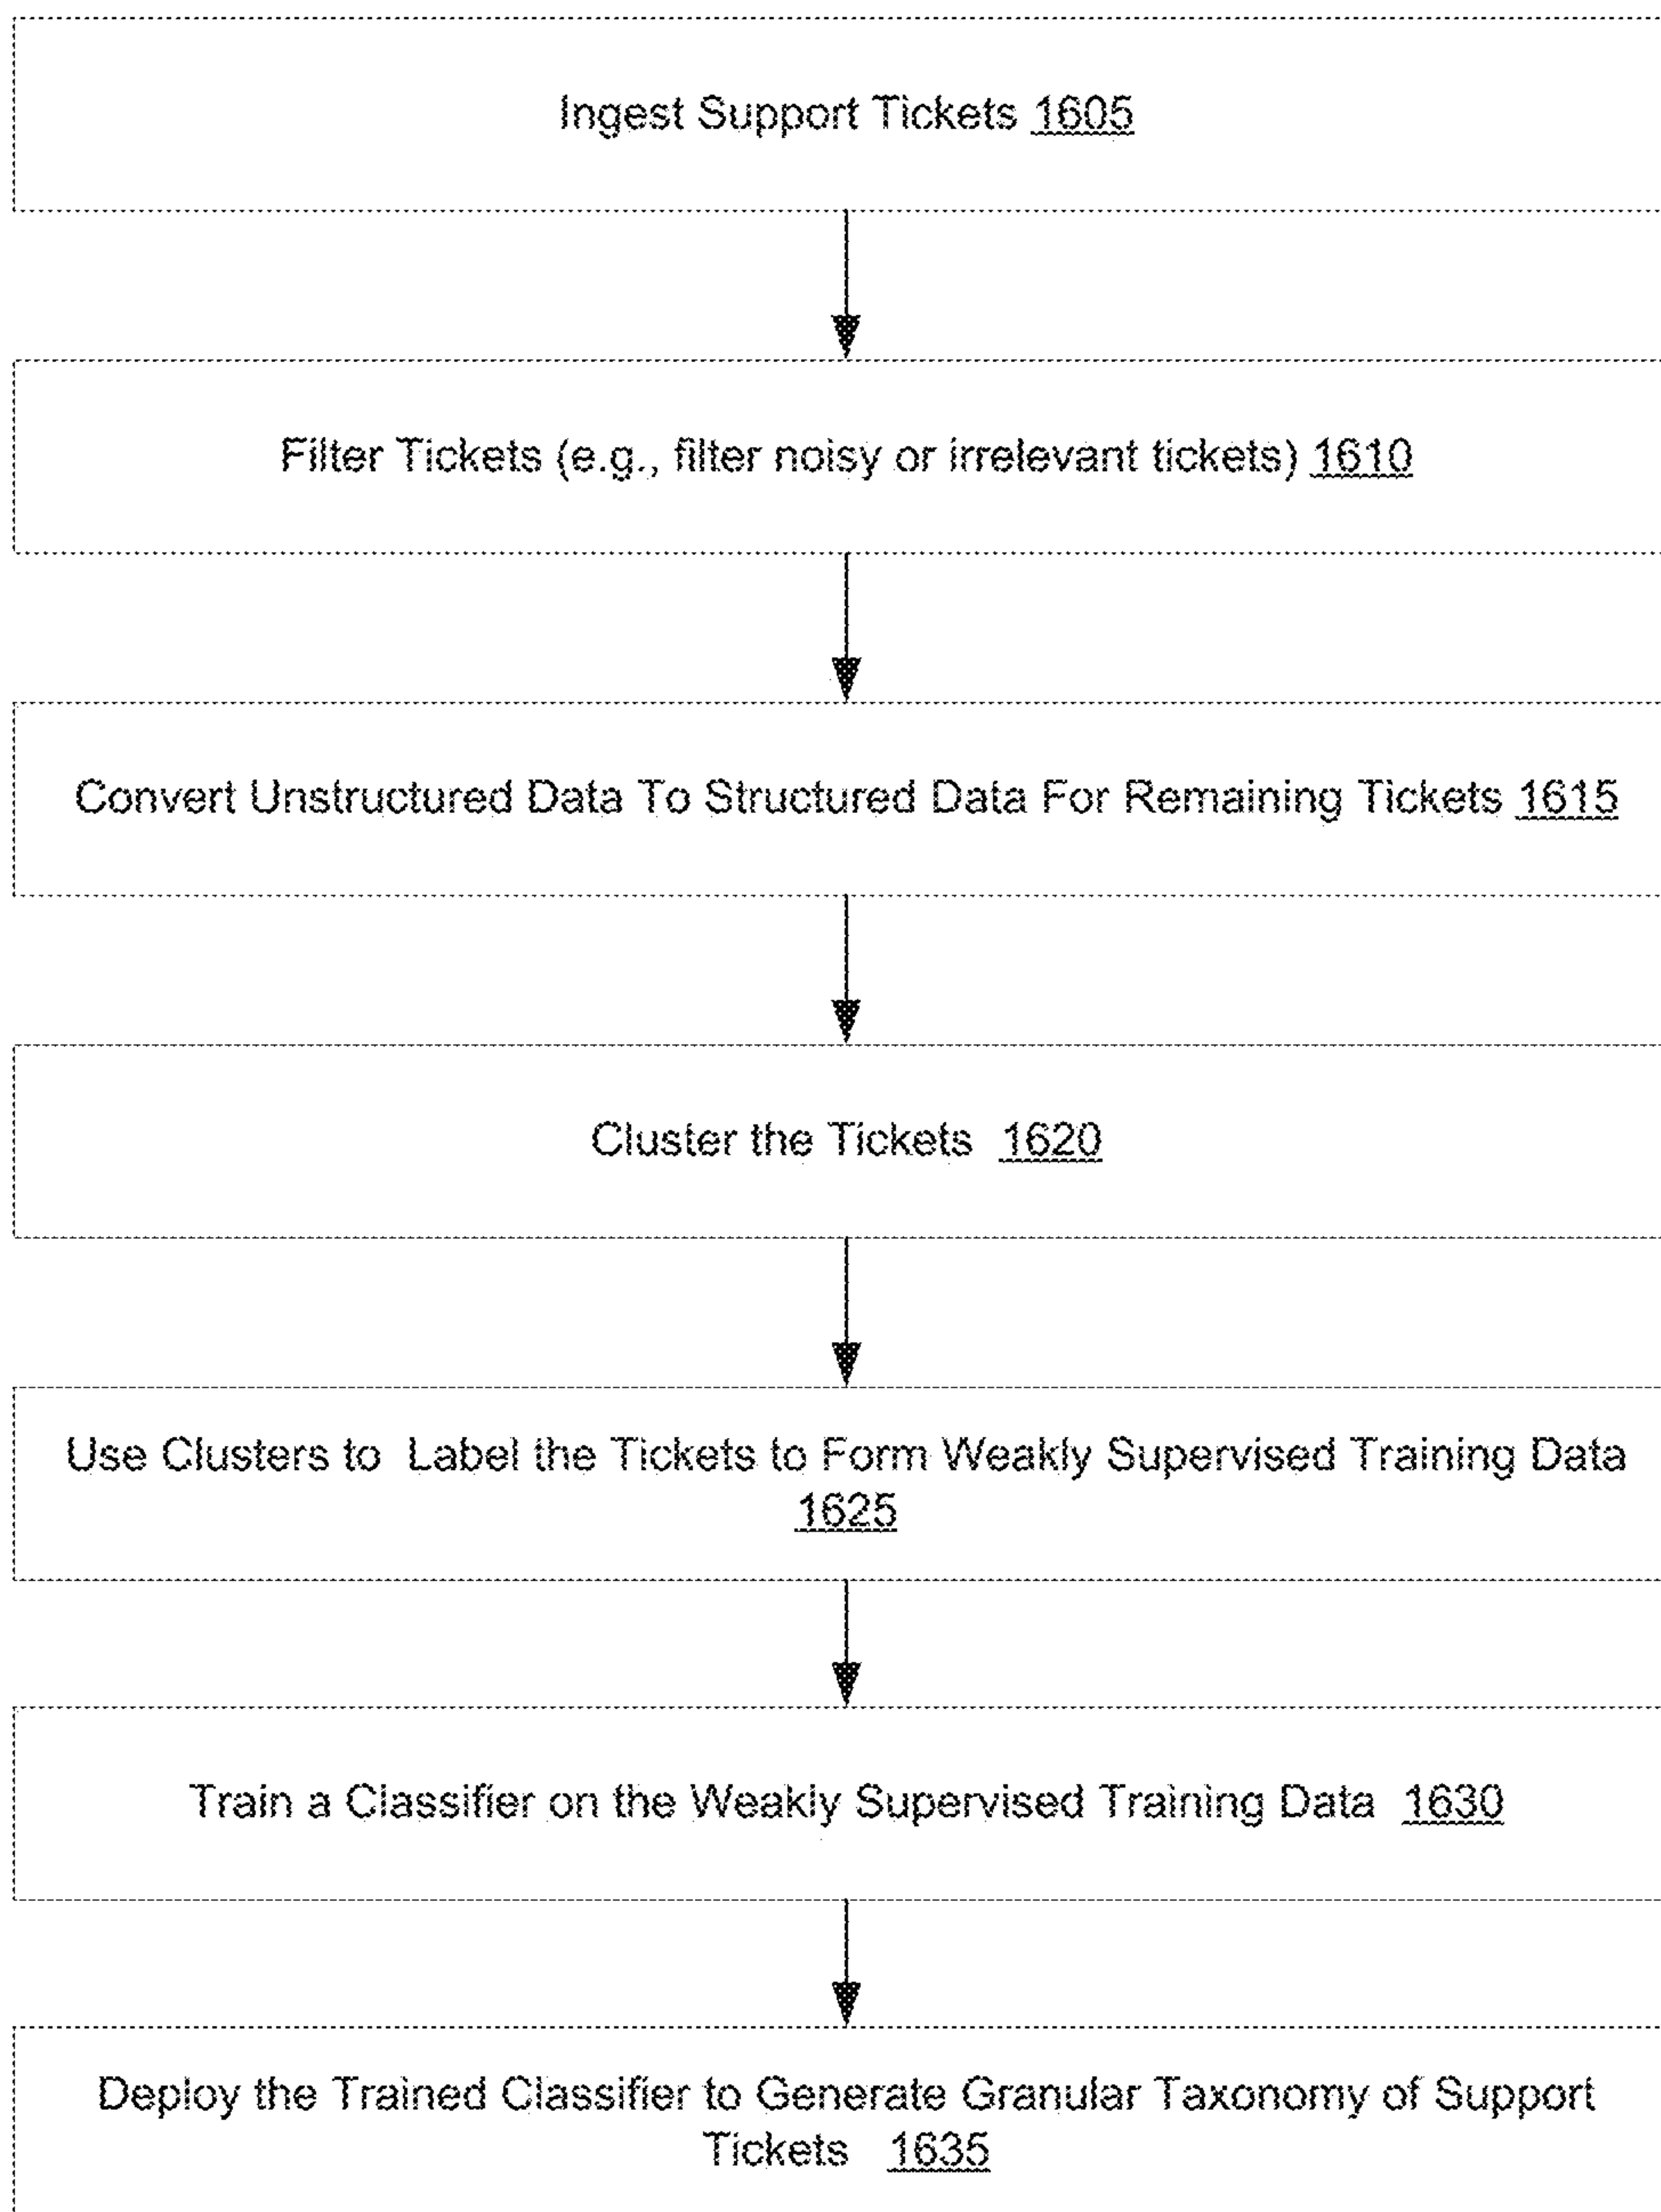 Ingest Support Tickets 1605
Filter Tickets (e.g., filter noisy or irrelevant tickets) 1610
Convert Unstructured Data To Structured Data For Remaining Tickets 1615
Cluster the Tickets 1620
Use Clusters to Label the Tickets to Form Weakly Supervised Training Data
1625
Train a Classifier on the Weakly Supervised Training Data 1630
Deploy the Trained Classifier to Generate Granular Taxonomy of Support
Tickets 1635